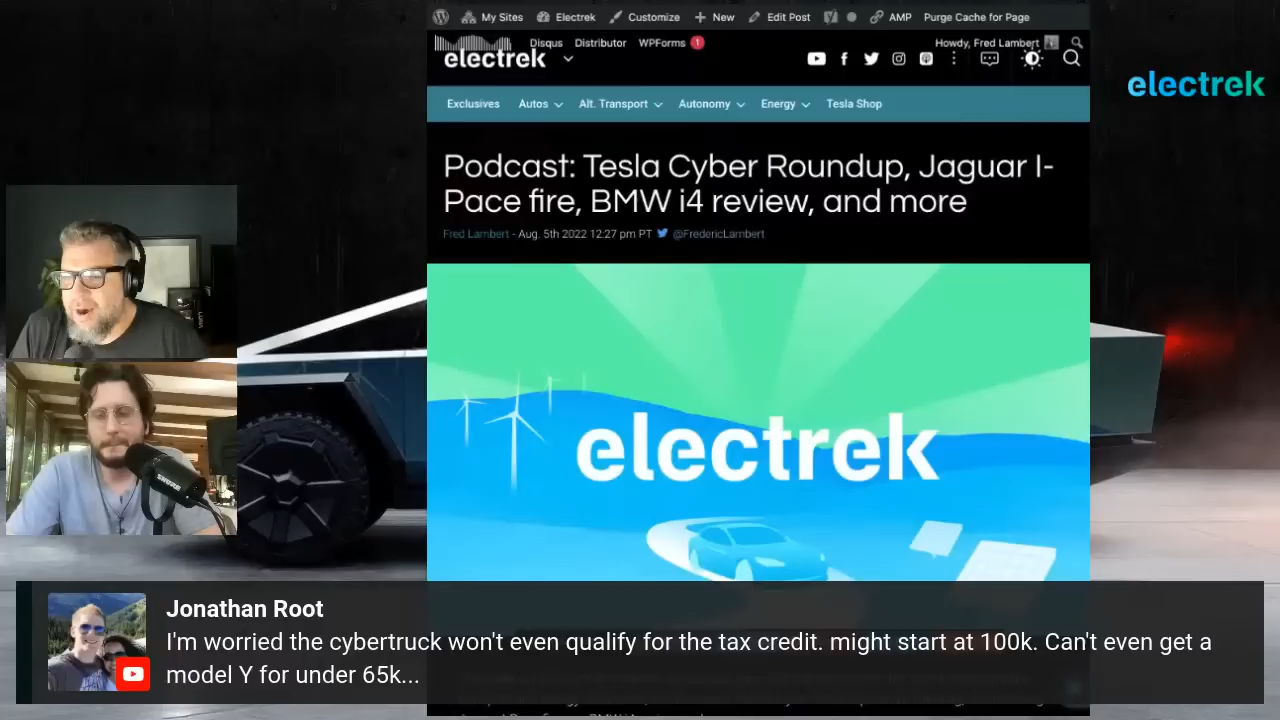 My Sites Electrek Customize New Edit Post AMP Purge Cache for Page
Disqus Distributor WPForms 1 Howdy, Fred Lambert
electrek
electrek
Exclusives Autos Alt. Transport Autonomy Energy Tesla Shop
Podcast: Tesla Cyber Roundup, Jaguar I-
Pace fire, BMW i4 review, and more
Fred Lambert - Aug. 5th 2022 12:27 pm PT @FredericLambert
electrek
Jonathan Root
I'm worried the cybertruck won't even qualify for the tax credit. might start at 100k. Can't even get a
model Y for under 65k...